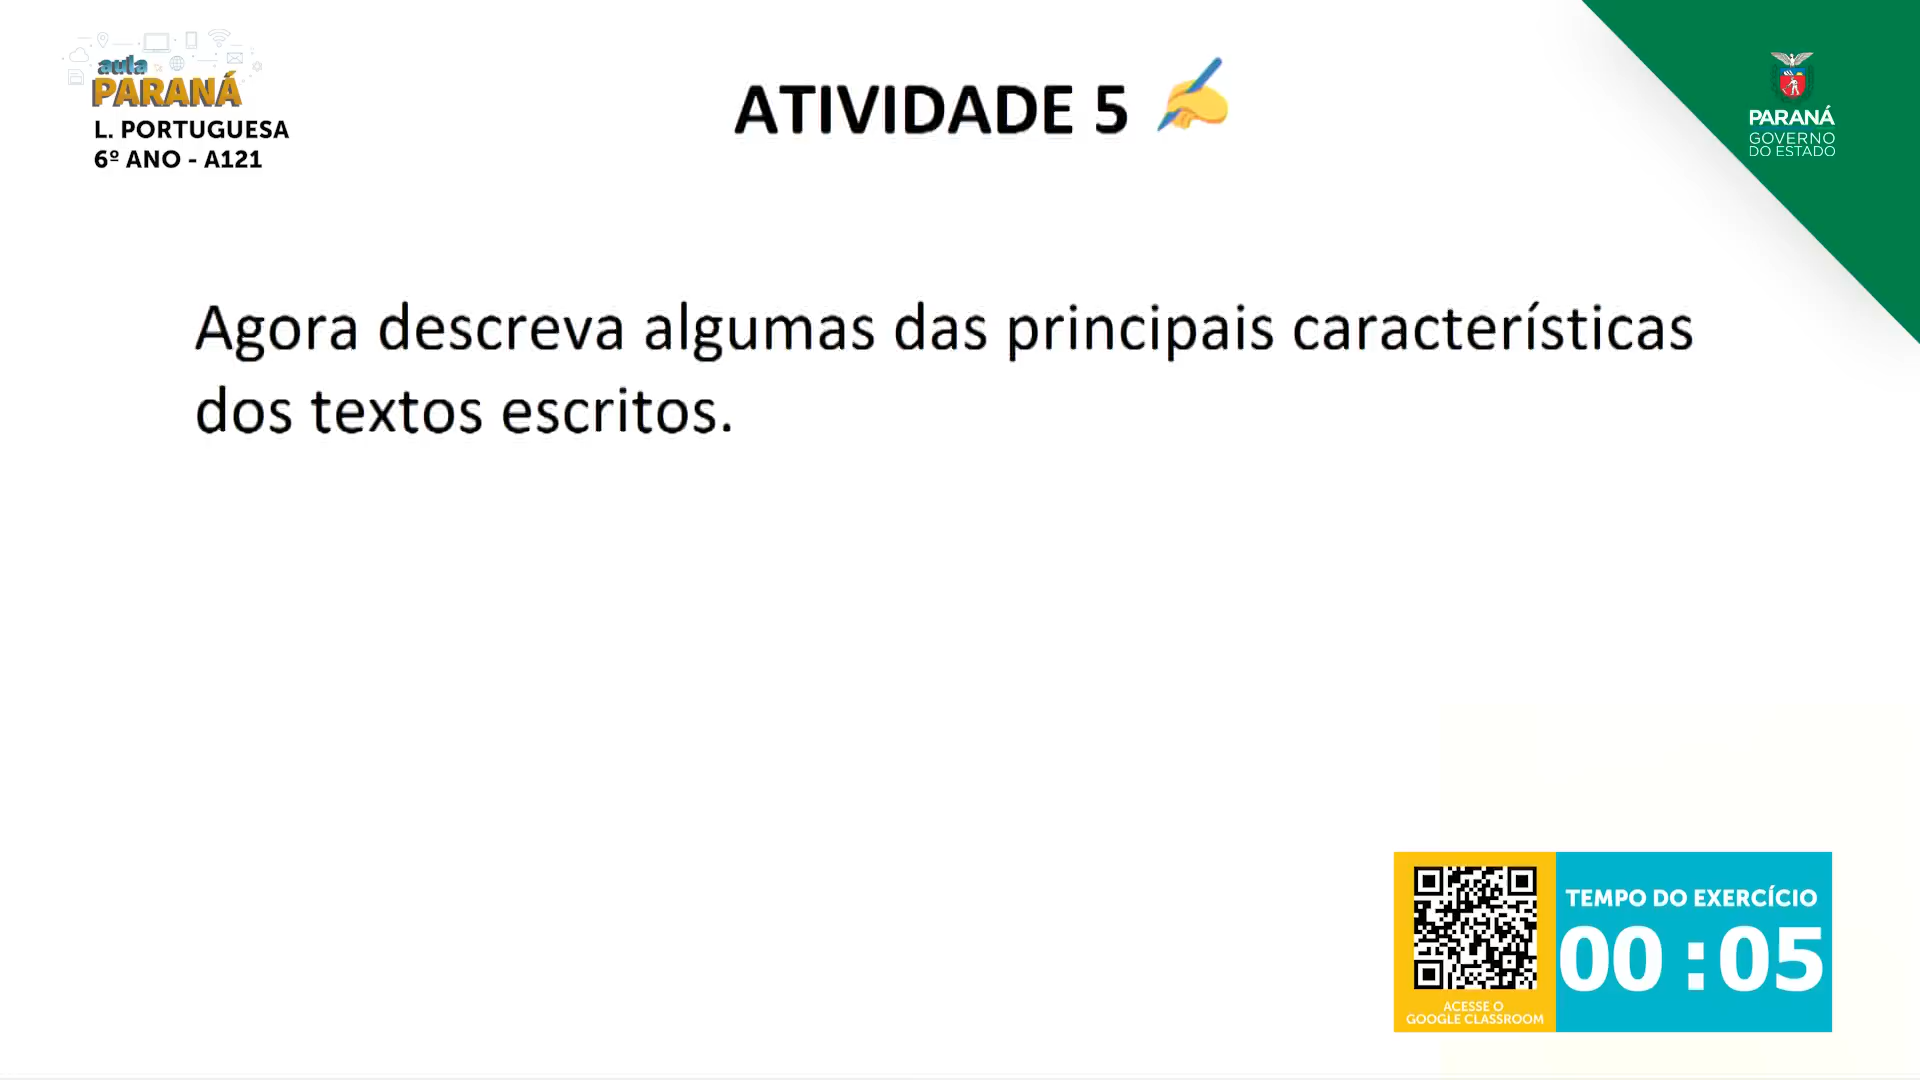 aula
PARANÁ
L. PORTUGUESA
6º ANO - A121
ATIVIDADE 5
PARANÁ
GOVERNO
DO ESTADO
Agora descreva algumas das principais características
dos textos escritos.
ACESSE O
GOOGLE CLASSROOM
TEMPO DO EXERCÍCIO
00 : 05